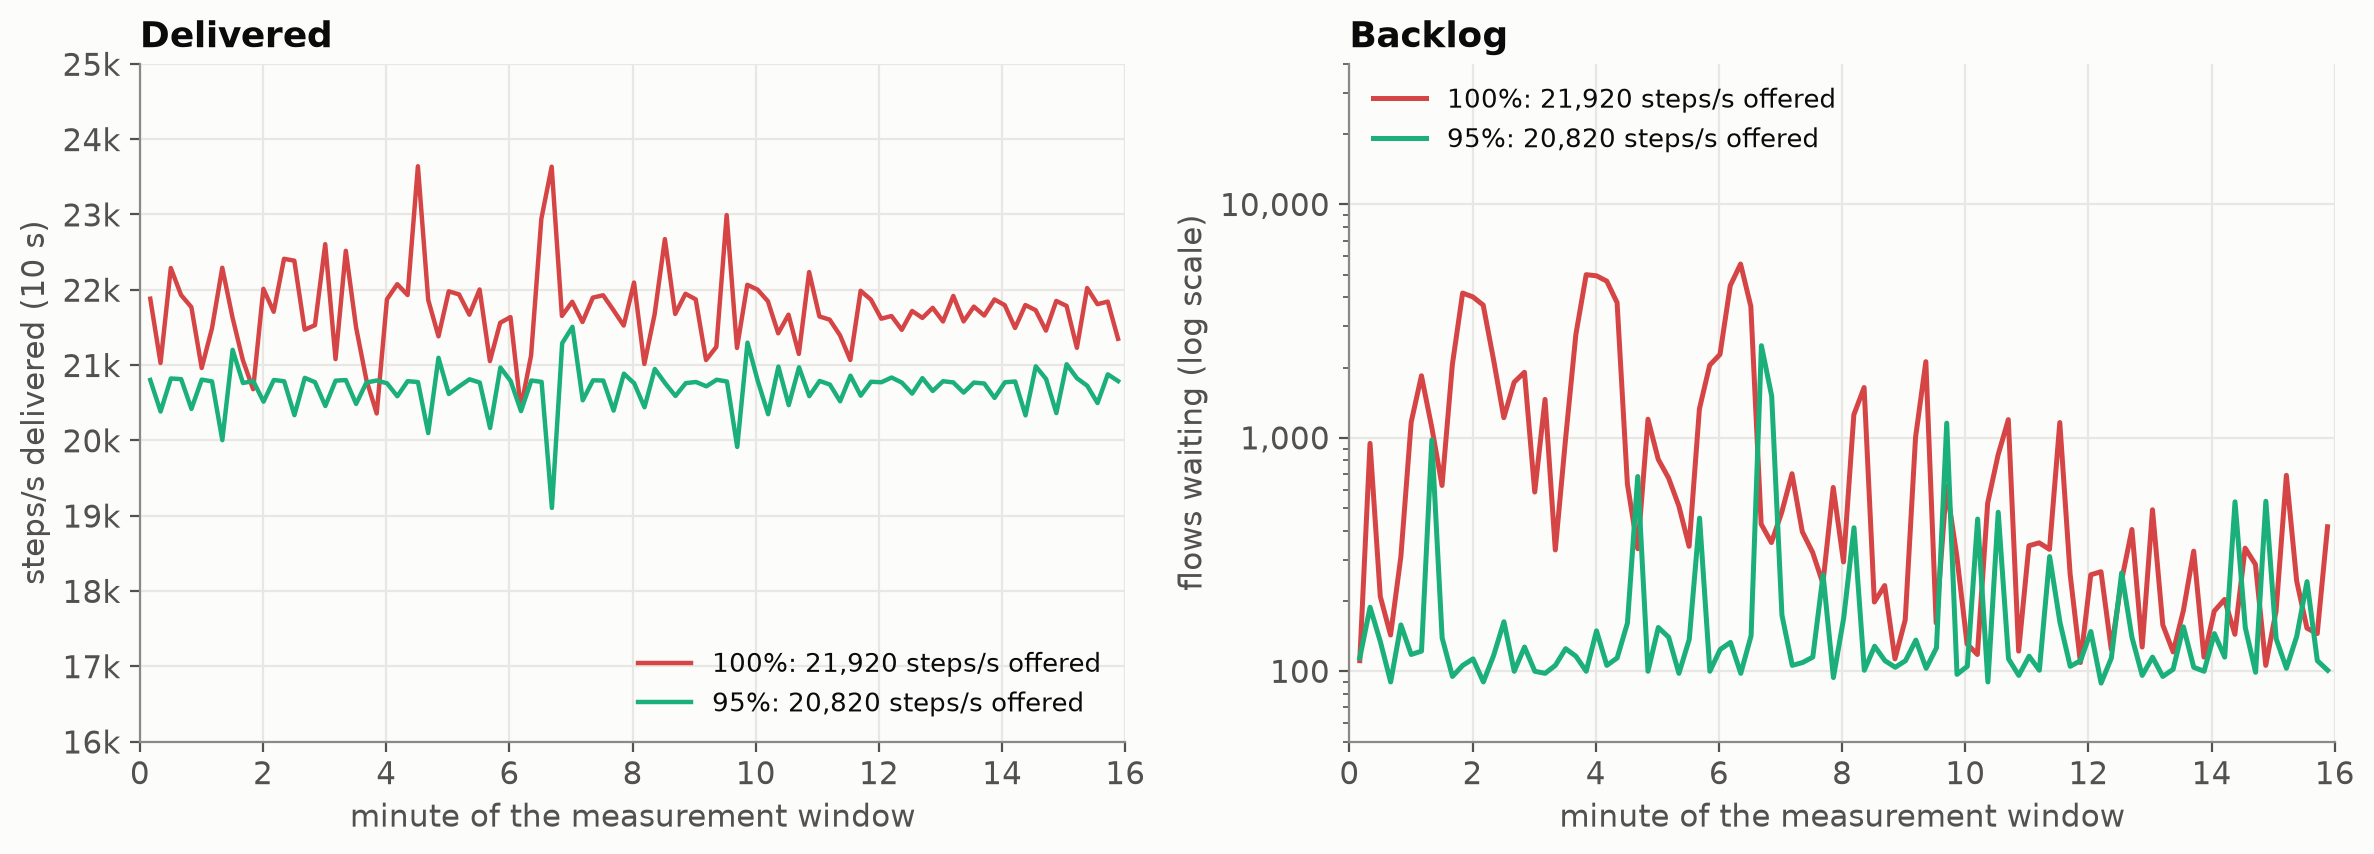 Delivered
25k
24k
23k
22k
21k
20k
19k
18k
17k
16k
steps/s delivered (10 s)
100%: 21,920 steps/s offered
95%: 20,820 steps/s offered
0 2 4 6 8 10 12 14 16
minute of the measurement window
Backlog
100%: 21,920 steps/s offered
95%: 20,820 steps/s offered
10,000
1,000
100
flows waiting (log scale)
0 2 4 6 8 10 12 14 16
minute of the measurement window